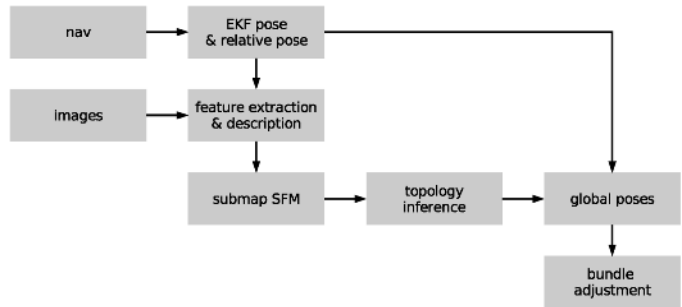 nav
EKF pose
& relative pose
images
feature extraction
& description
submap SFM
topology
inference
global poses
bundle
adjustment